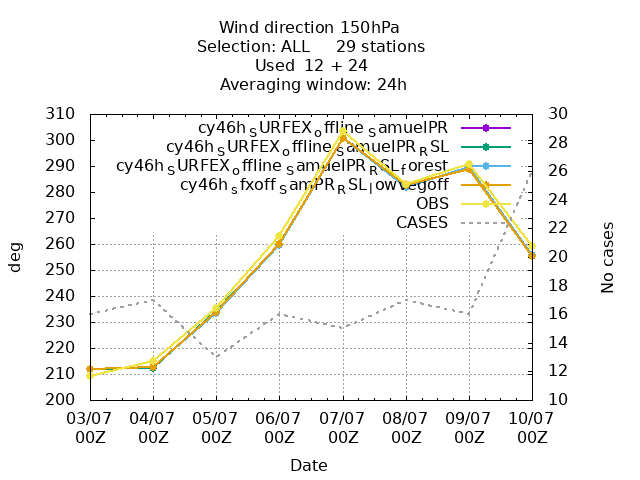 Wind direction 150hPa
Selection: ALL 29 stations
Used 12 + 24
Averaging window: 24h
310
300
290
280
270
260
250
240
230
220
210
200
30
28
26
24
22
20
18
16
14
12
10
cy46h_SURFEX_offline_SamuelPR
cy46h_SURFEX_offline_SamuelPR_RSL
cy46h_SURFEX_offline_SamuelPR_RSL_forest
cy46h_sfxoff_SamPR_RSL_lowvegoff
OBS
CASES
deg
No cases
03/07 04/07 05/07 06/07 07/07 08/07 09/07 10/07
00Z 00Z 00Z 00Z 00Z 00Z 00Z 00Z
Date